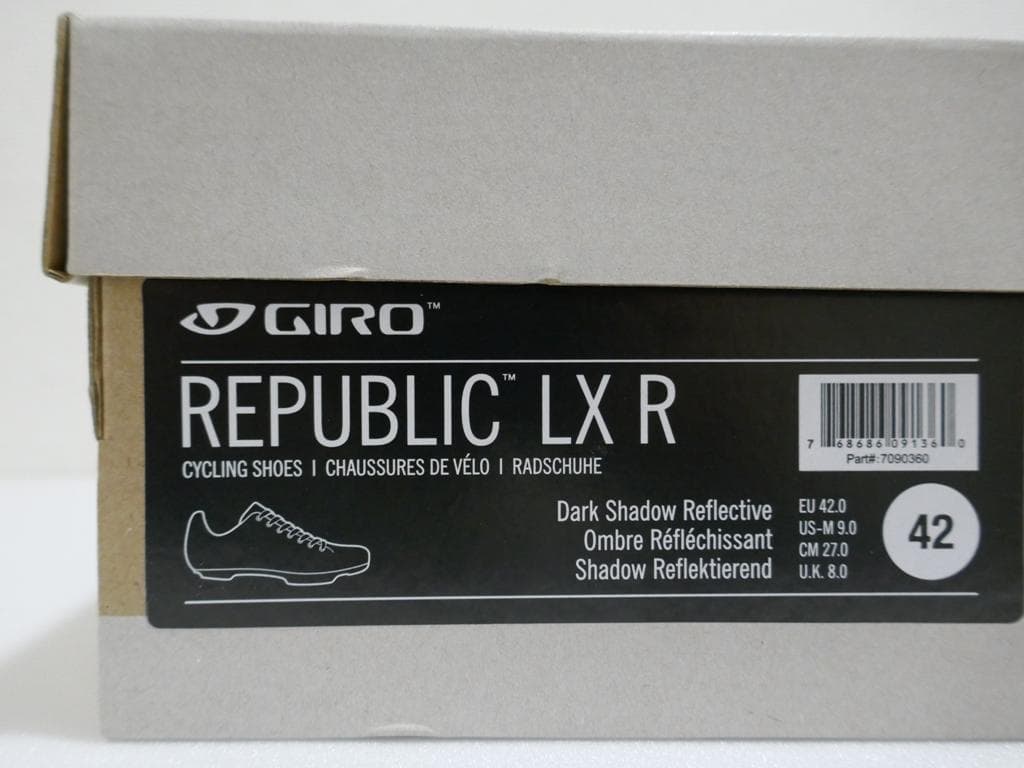 GIRO™
REPUBLIC™ LX R
CYCLING SHOES | CHAUSSURES DE VÉLO | RADSCHUHE
7 68686 09136 0
Part#:7090360
Dark Shadow Reflective
Ombre Réfléchissant
Shadow Reflektierend
EU 42.0
US-M 9.0
CM 27.0
U.K. 8.0
42